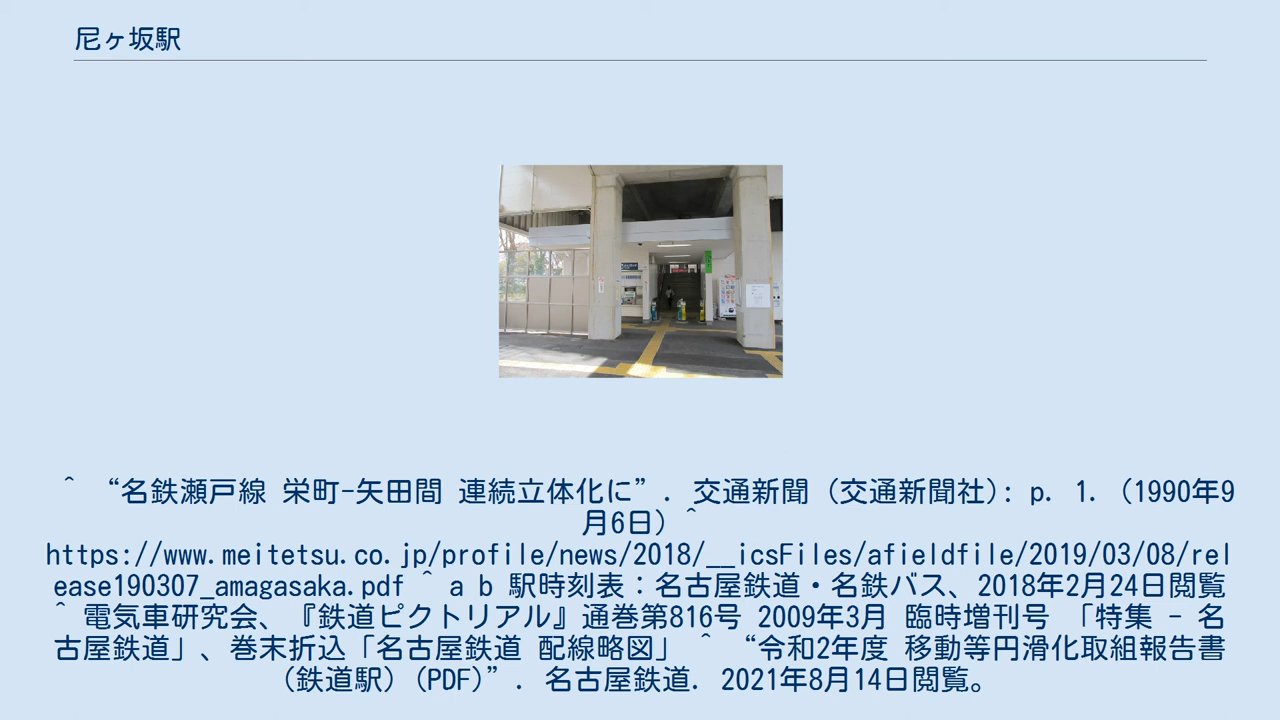 尼ヶ坂駅
^ “名鉄瀬戸線 栄町-矢田間 連続立体化に”. 交通新聞 (交通新聞社): p. 1. (1990年9
月6日) ^
https://www.meitetsu.co.jp/profile/news/2018/__icsFiles/afieldfile/2019/03/08/rel
ease190307_amagasaka.pdf ^ a b 駅時刻表：名古屋鉄道・名鉄バス、2018年2月24日閲覧
^ 電気車研究会、『鉄道ピクトリアル』通巻第816号 2009年3月 臨時増刊号 「特集 - 名
古屋鉄道」、巻末折込「名古屋鉄道 配線略図」 ^ “令和2年度 移動等円滑化取組報告書
(鉄道駅) (PDF)”. 名古屋鉄道. 2021年8月14日閲覧。